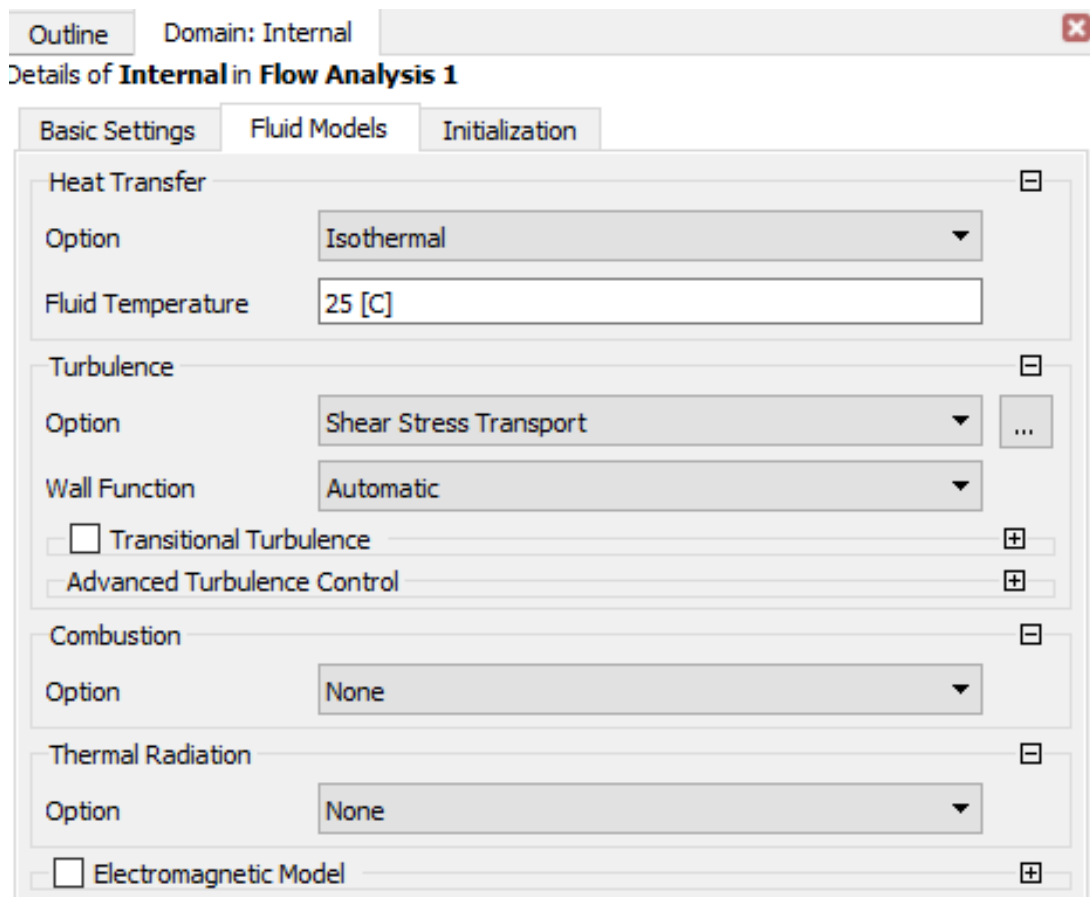 Outline Domain: Internal
Details of Internal in Flow Analysis 1
Basic Settings Fluid Models Initialization
Heat Transfer
Option Isothermal
Fluid Temperature 25 [C]
Turbulence
Option Shear Stress Transport ...
Wall Function Automatic
Transitional Turbulence
Advanced Turbulence Control
Combustion
Option None
Thermal Radiation
Option None
Electromagnetic Model